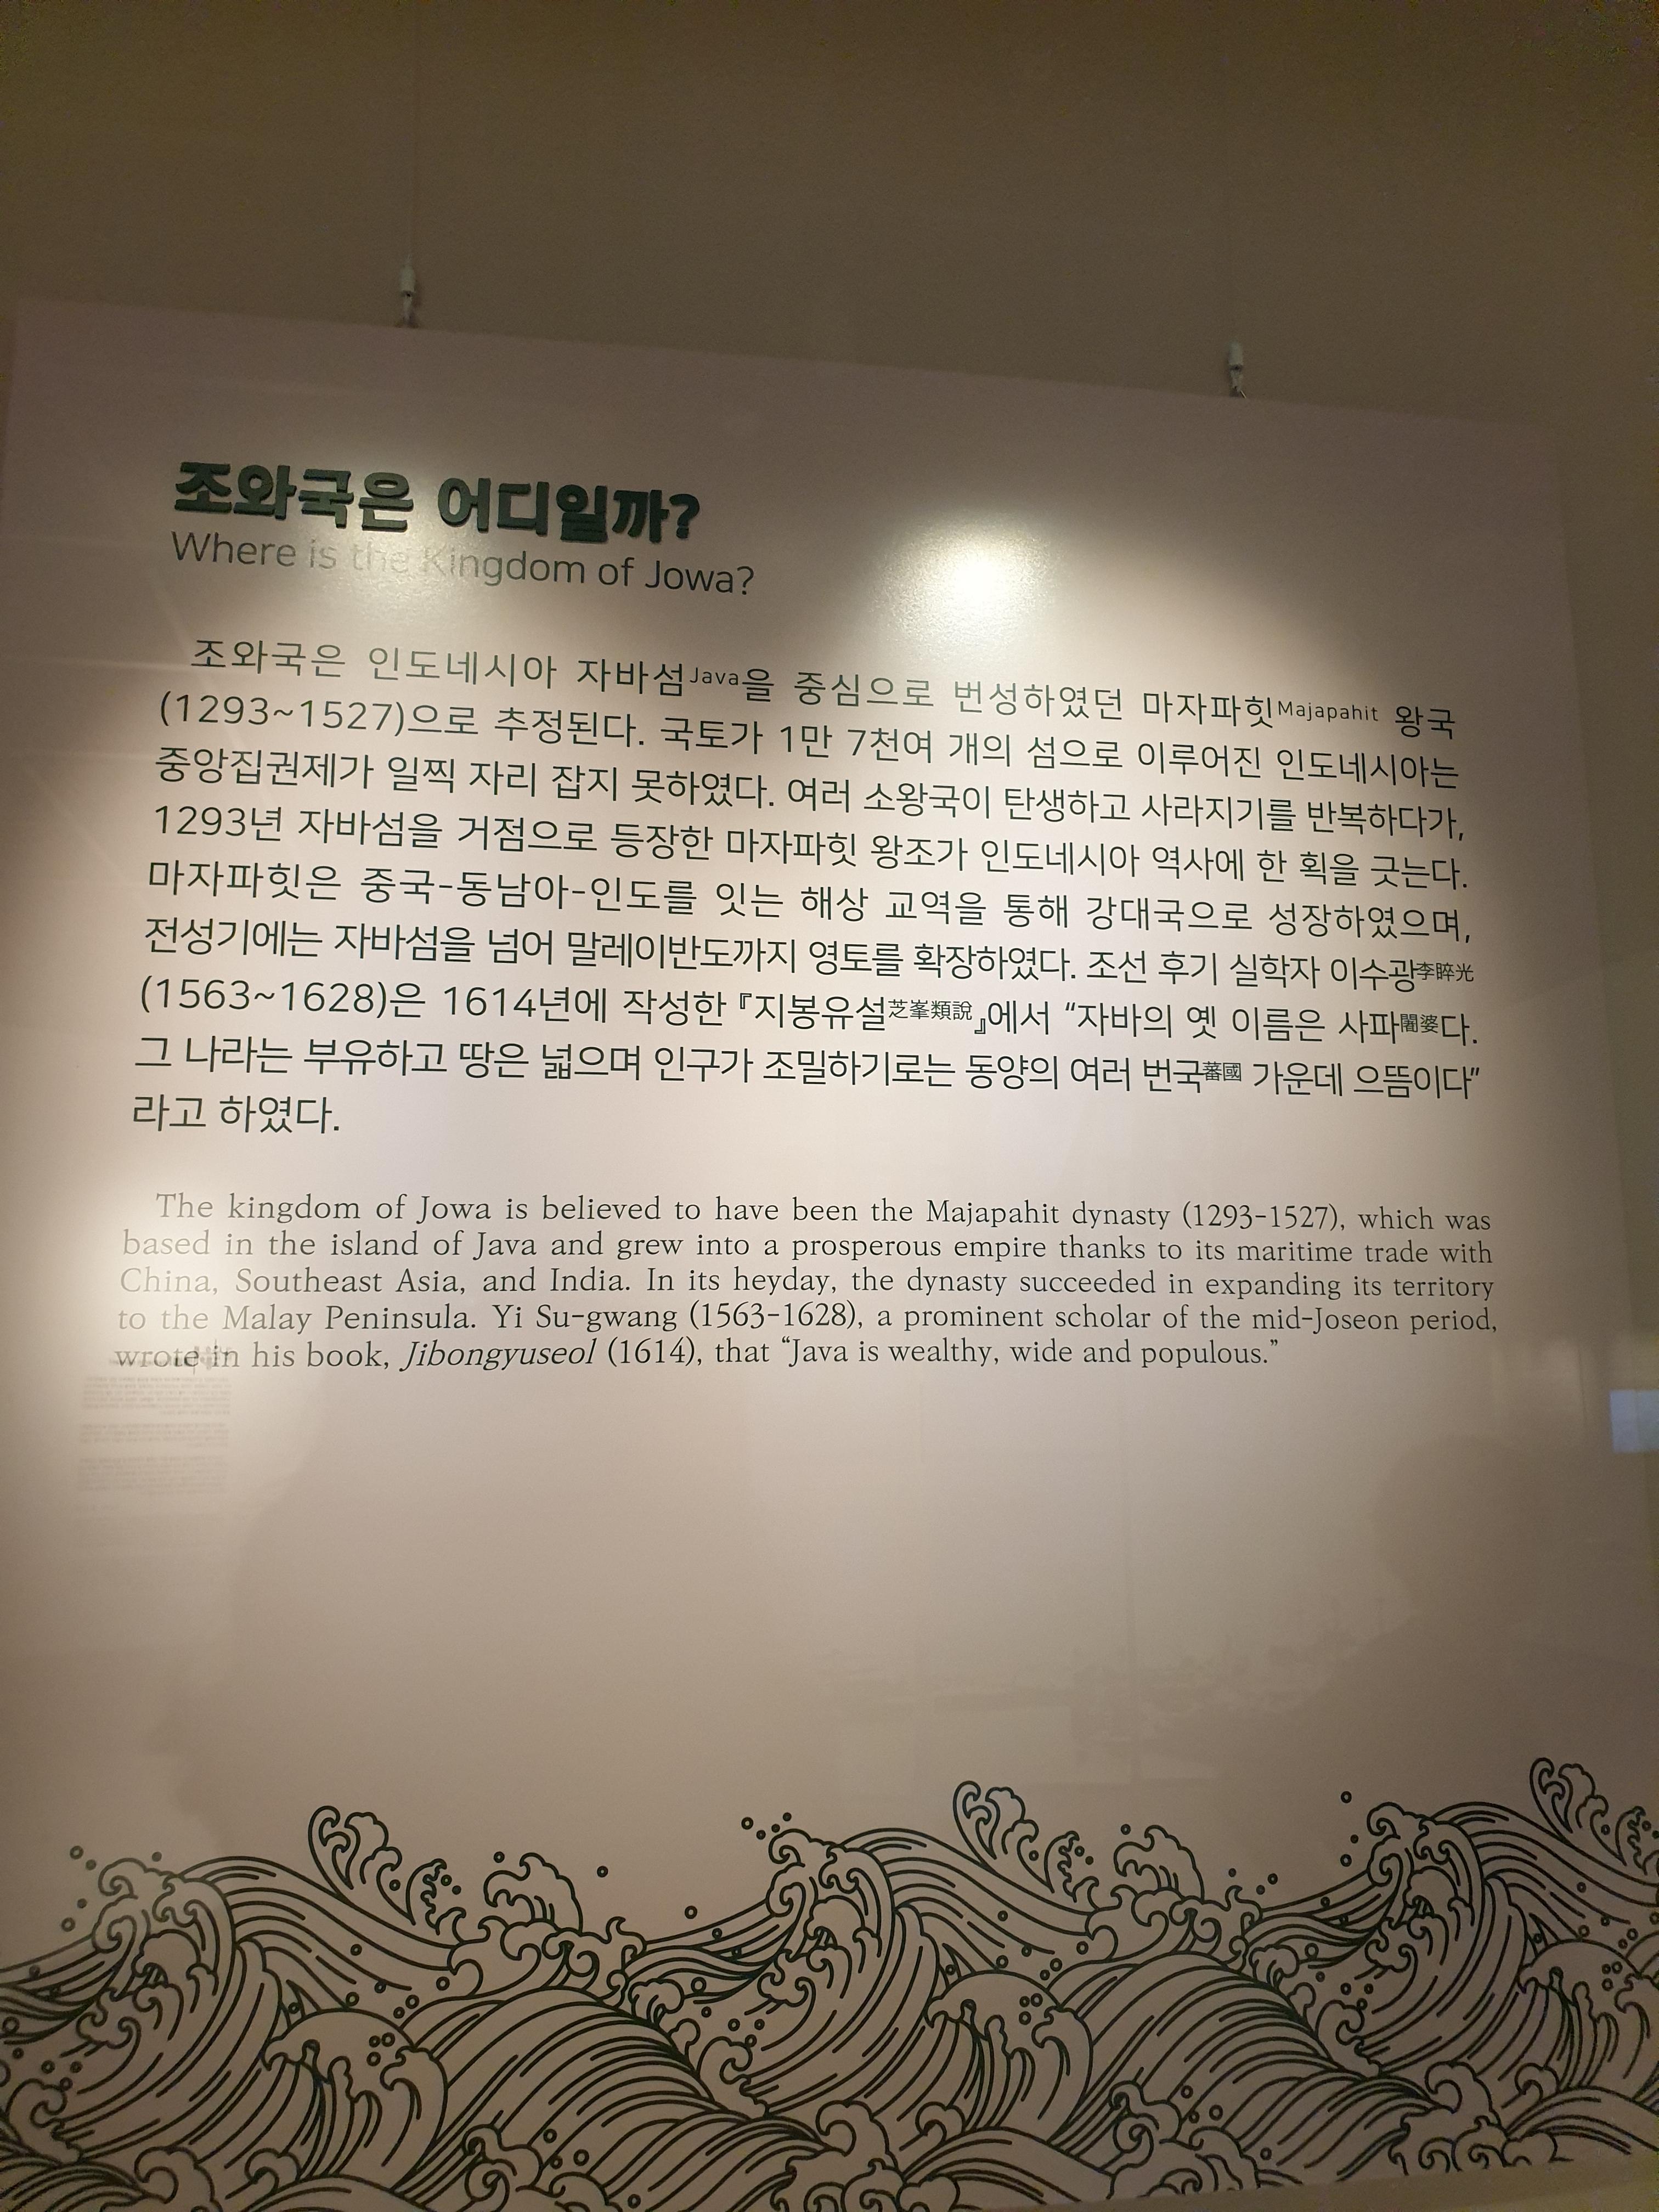 조와국은 어디일까?
Where is the Kingdom of Jowa?
조와국은 인도네시아 자바섬Java을 중심으로 번성하였던 마자파힛Majapahit 왕국
(1293~1527)으로 추정된다. 국토가 1만 7천여 개의 섬으로 이루어진 인도네시아는
중앙집권제가 일찍 자리 잡지 못하였다. 여러 소왕국이 탄생하고 사라지기를 반복하다가,
1293년 자바섬을 거점으로 등장한 마자파힛 왕조가 인도네시아 역사에 한 획을 긋는다.
마자파힛은 중국-동남아-인도를 잇는 해상 교역을 통해 강대국으로 성장하였으며,
전성기에는 자바섬을 넘어 말레이반도까지 영토를 확장하였다. 조선 후기 실학자 이수광李睟光
(1563~1628)은 1614년에 작성한 『지봉유설芝峯類說』에서 “자바의 옛 이름은 사파闍婆다.
그 나라는 부유하고 땅은 넓으며 인구가 조밀하기로는 동양의 여러 번국蕃國 가운데 으뜸이다”
라고 하였다.
The kingdom of Jowa is believed to have been the Majapahit dynasty (1293-1527), which was
based in the island of Java and grew into a prosperous empire thanks to its maritime trade with
China, Southeast Asia, and India. In its heyday, the dynasty succeeded in expanding its territory
to the Malay Peninsula. Yi Su-gwang (1563-1628), a prominent scholar of the mid-Joseon period,
wrote in his book, Jibongyuseol (1614), that “Java is wealthy, wide and populous.”